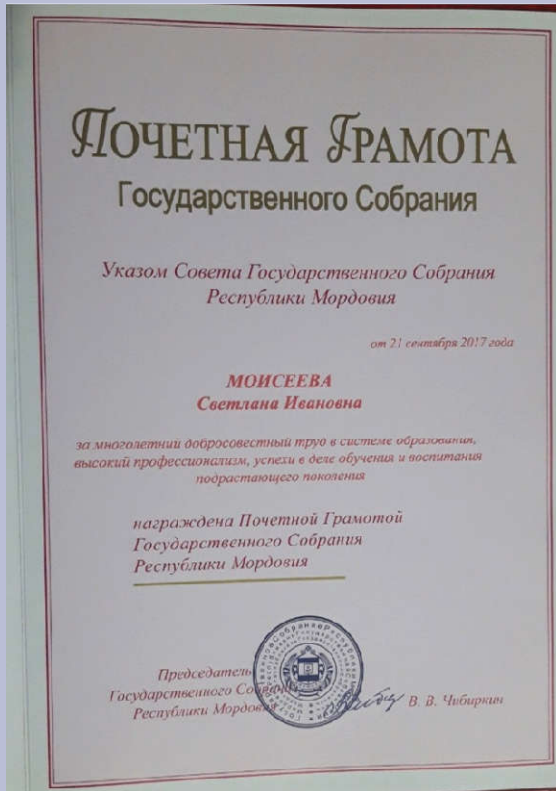 Почетная Грамота
Государственного Собрания
Указом Совета Государственного Собрания
Республики Мордовия
от 21 сентября 2017 года
МОИСЕЕВА
Светлана Ивановна
за многолетний добросовестный труд в системе образования,
высокий профессионализм, успехи в деле обучения и воспитания
подрастающего поколения
награждена Почетной Грамотой
Государственного Собрания
Республики Мордовия
Председатель
Государственного Собрания
Республики Мордовия
В. В. Чибиркин